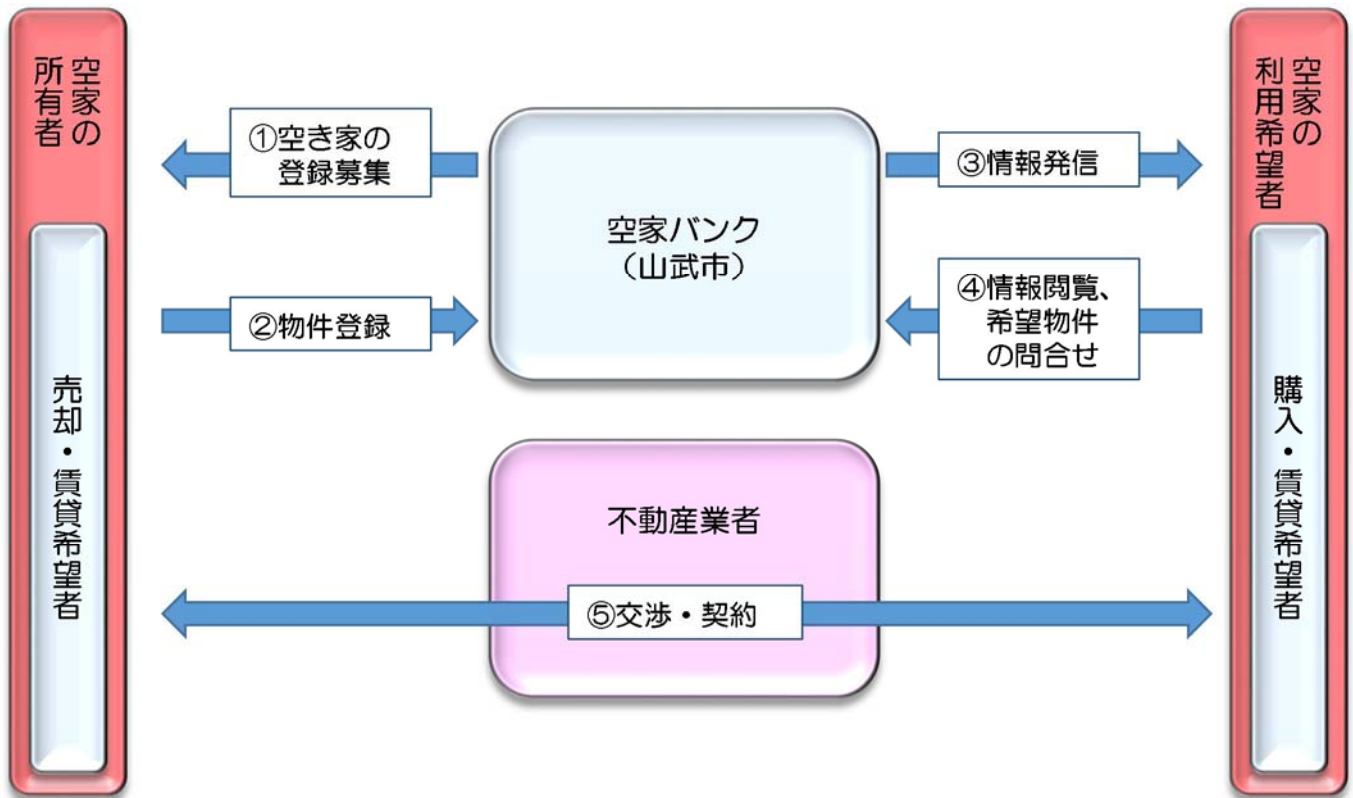 空家の
所有者
売却・賃貸希望者
①空き家の
登録募集
②物件登録
空家バンク
（山武市）
不動産業者
⑤交渉・契約
③情報発信
④情報閲覧、
希望物件
の問合せ
空家の
利用希望者
購入・賃貸希望者